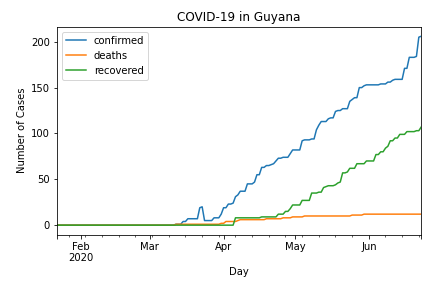 COVID-19 in Guyana
confirmed
deaths
recovered
Number of Cases
200
150
100
50
0
Feb
2020
Mar
Apr
May
Jun
Day